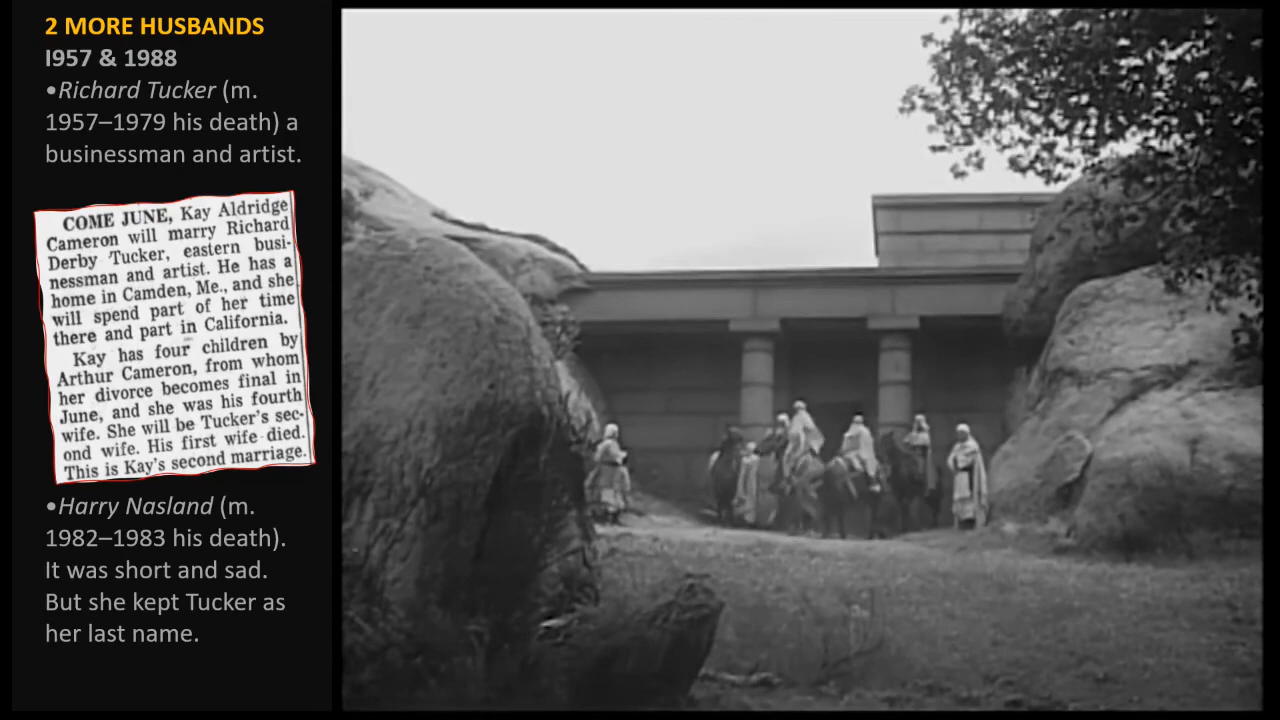 2 MORE HUSBANDS
I957 & 1988
•Richard Tucker (m.
1957–1979 his death) a
businessman and artist.
COME JUNE, Kay Aldridge
Cameron will marry Richard
Derby Tucker, eastern busi-
nessman and artist. He has a
home in Camden, Me., and she
will spend part of her time
there and part in California.
Kay has four children by
Arthur Cameron, from whom
her divorce becomes final in
June, and she was his fourth
wife. She will be Tucker's sec-
ond wife. His first wife died.
This is Kay's second marriage.
•Harry Nasland (m.
1982–1983 his death).
It was short and sad.
But she kept Tucker as
her last name.